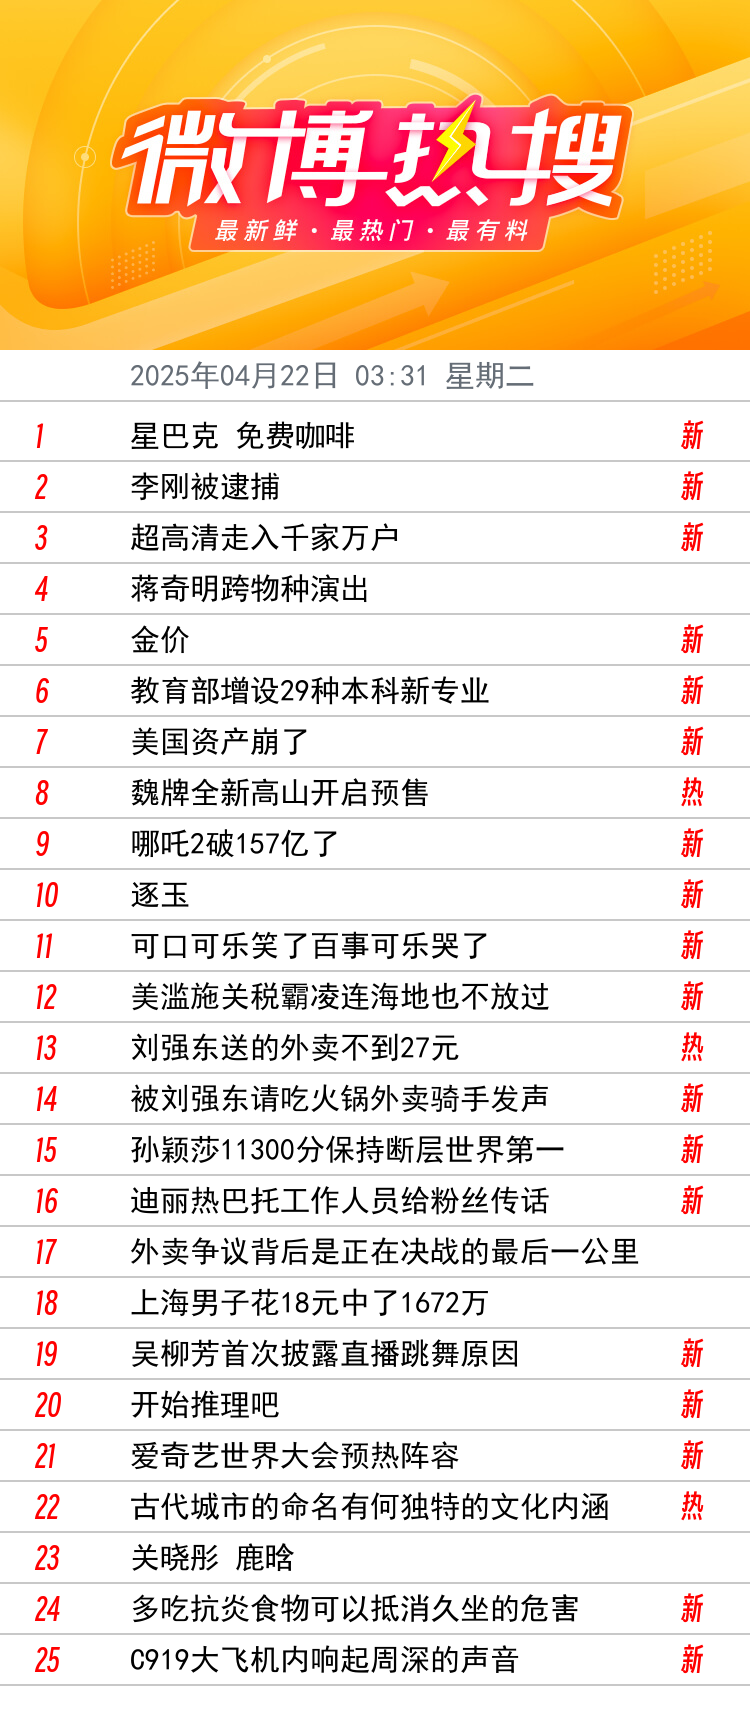 微博热搜
最新鲜·最热门·最有料
2025年04月22日 03:31 星期二
1 星巴克 免费咖啡 新
2 李刚被逮捕 新
3 超高清走入千家万户 新
4 蒋奇明跨物种演出
5 金价 新
6 教育部增设29种本科新专业 新
7 美国资产崩了 新
8 魏牌全新高山开启预售 热
9 哪吒2破157亿了 新
10 逐玉 新
11 可口可乐笑了百事可乐哭了 新
12 美滥施关税霸凌连海地也不放过 新
13 刘强东送的外卖不到27元 热
14 被刘强东请吃火锅外卖骑手发声 新
15 孙颖莎11300分保持断层世界第一 新
16 迪丽热巴托工作人员给粉丝传话 新
17 外卖争议背后是正在决战的最后一公里
18 上海男子花18元中了1672万
19 吴柳芳首次披露直播跳舞原因 新
20 开始推理吧 新
21 爱奇艺世界大会预热阵容 新
22 古代城市的命名有何独特的文化内涵 热
23 关晓彤 鹿晗
24 多吃抗炎食物可以抵消久坐的危害 新
25 C919大飞机内响起周深的声音 新